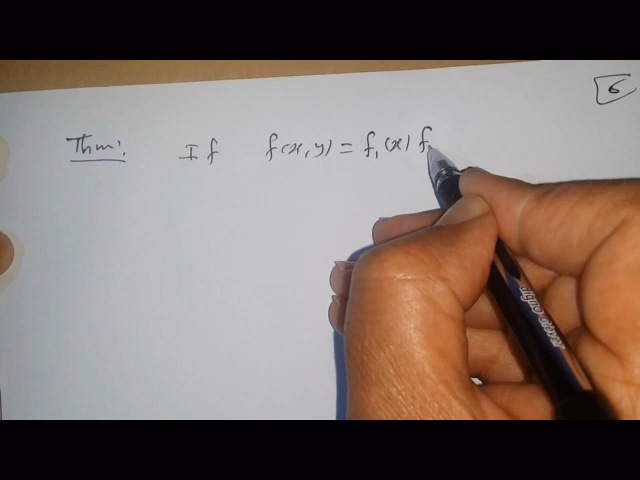 6
Thm: If f(x,y) = f₁(x) f